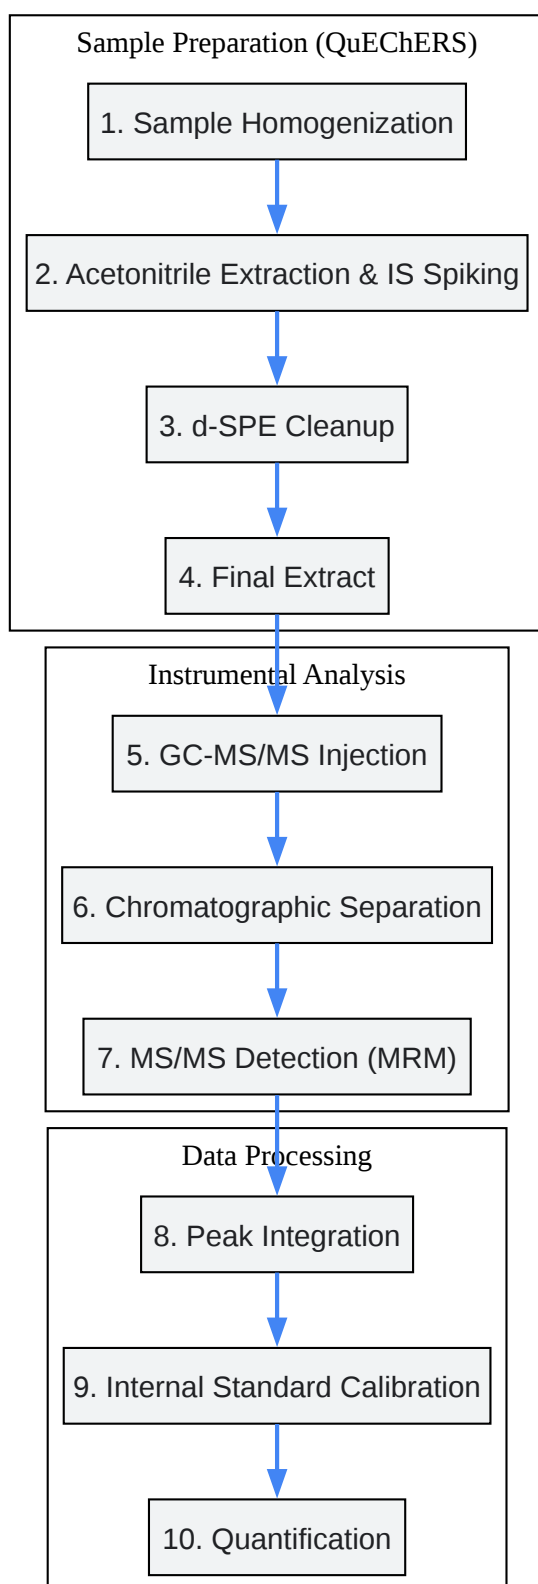 Sample Preparation (QuEChERS)
1. Sample Homogenization
2. Acetonitrile Extraction & IS Spiking
3. d-SPE Cleanup
4. Final Extract
Instrumental Analysis
5. GC-MS/MS Injection
6. Chromatographic Separation
7. MS/MS Detection (MRM)
Data Processing
8. Peak Integration
9. Internal Standard Calibration
10. Quantification